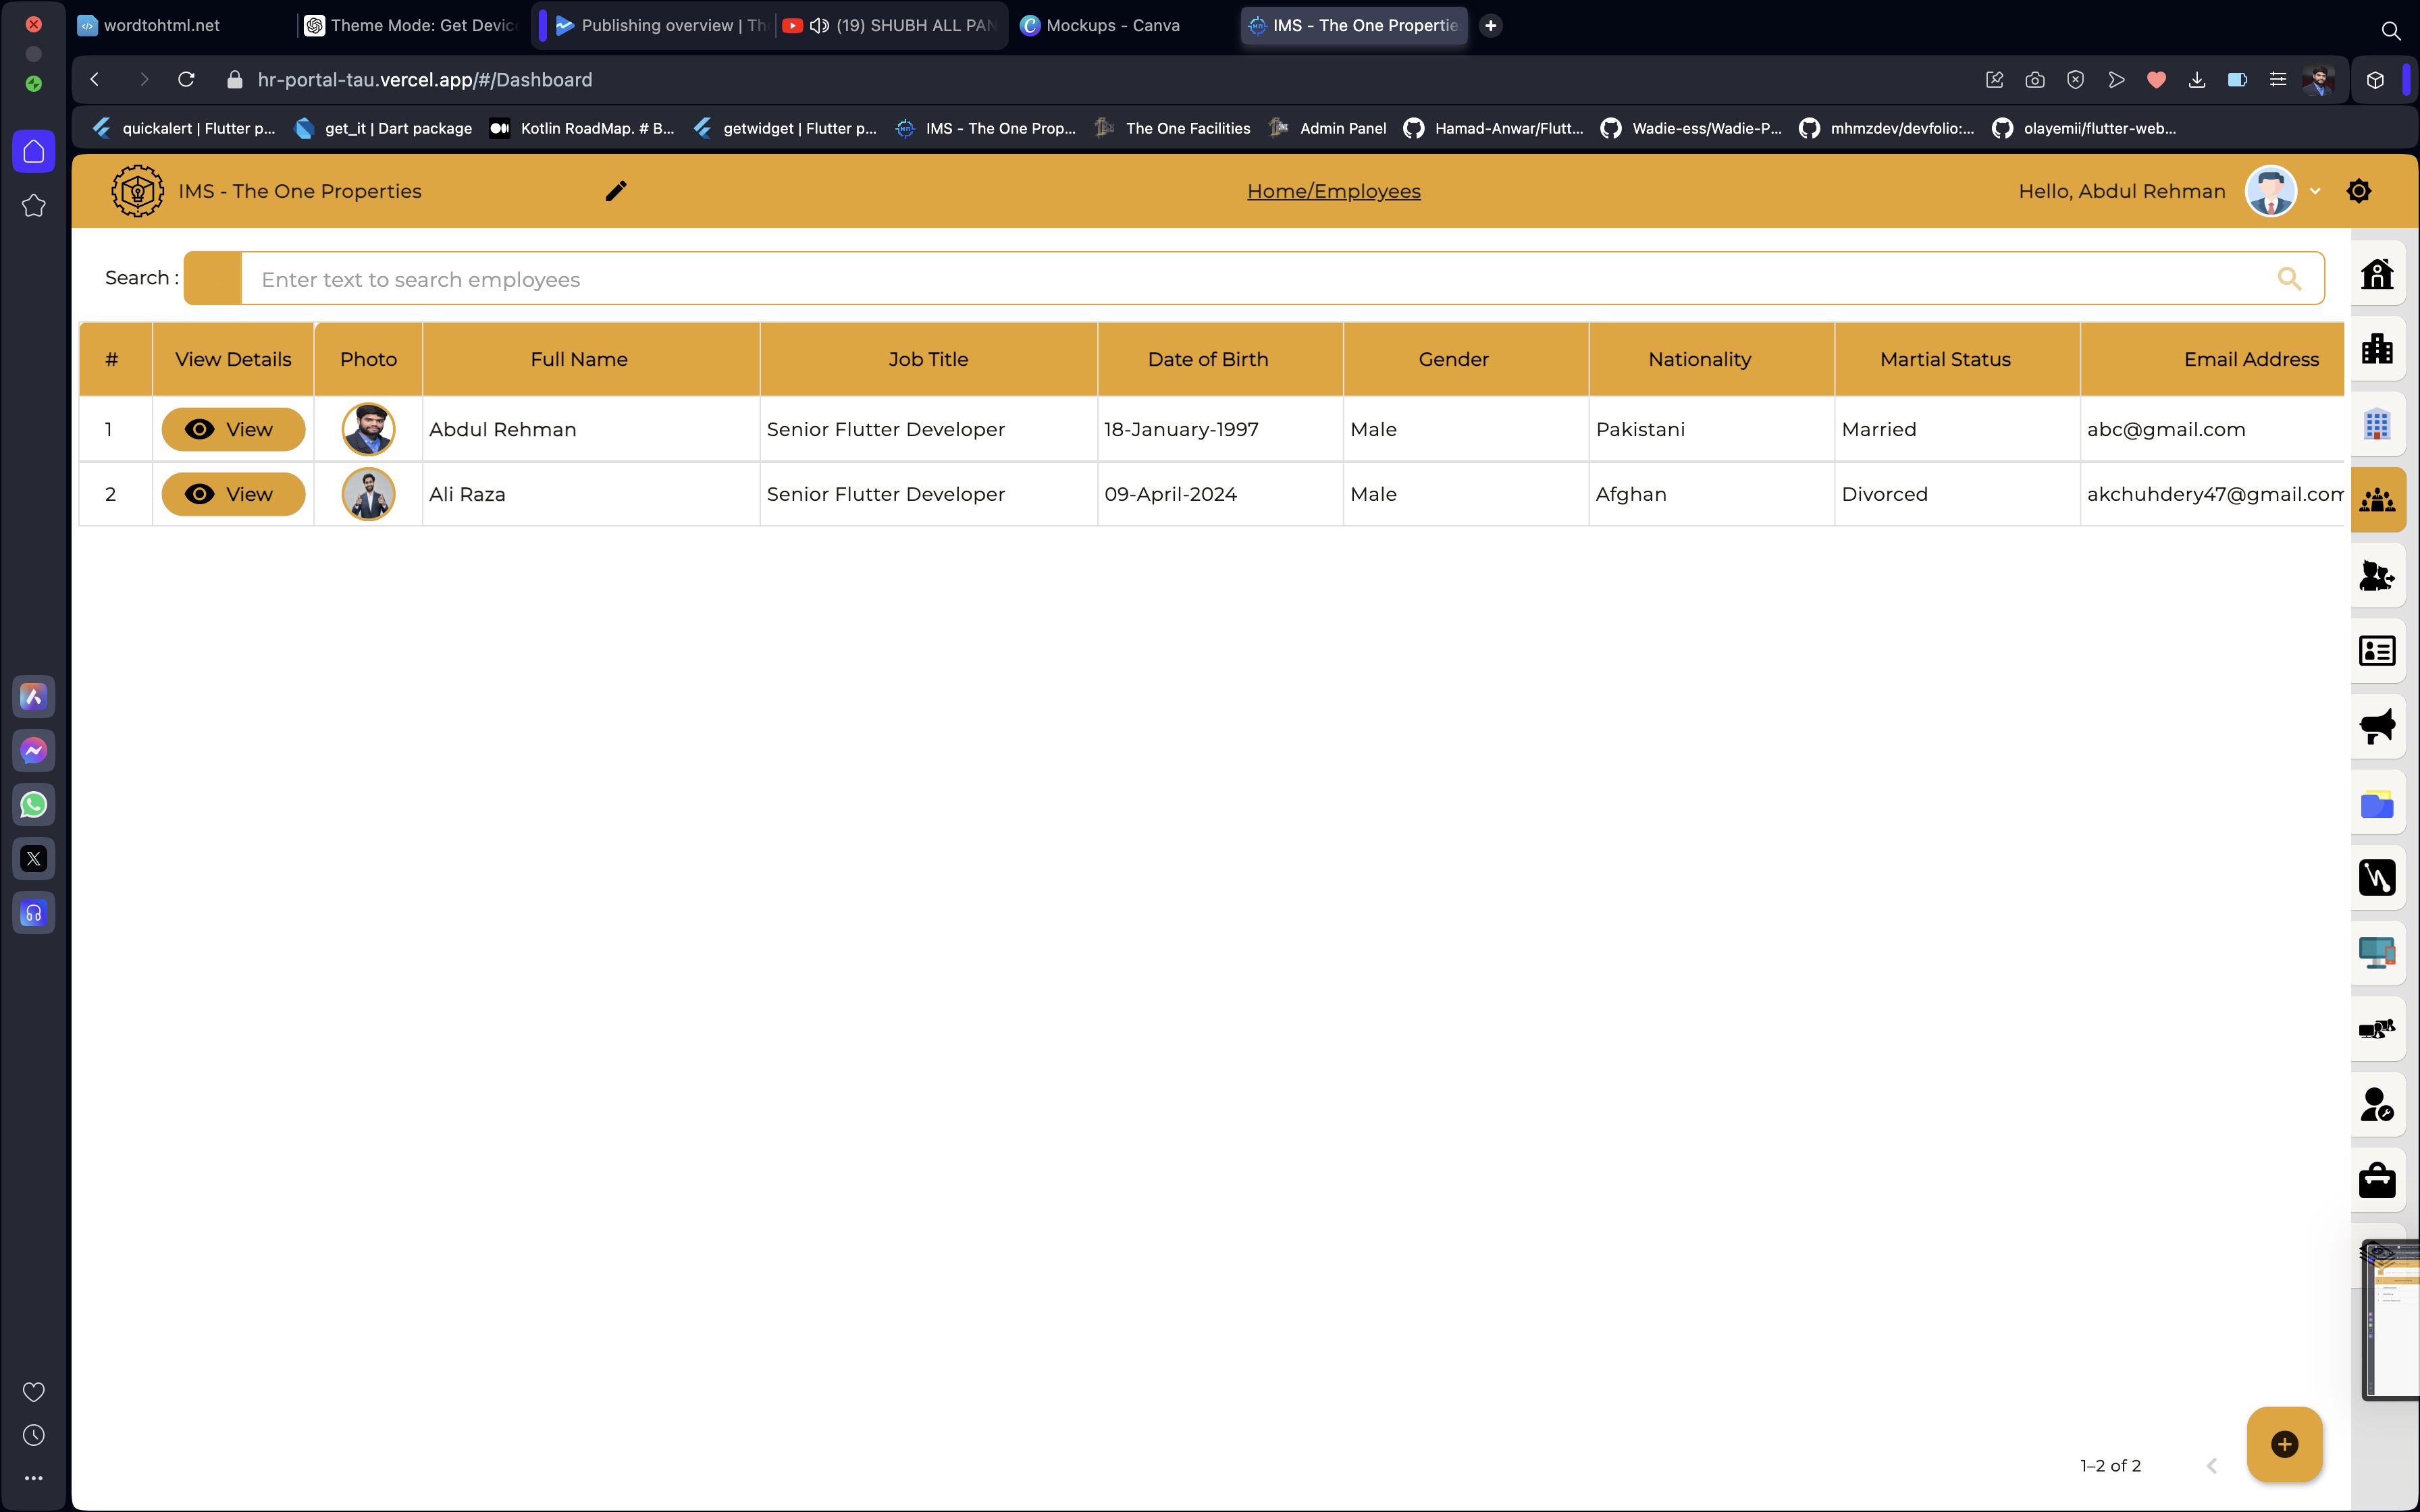 wordtohtml.net
Theme Mode: Get Devic
Publishing overview | Th
(19) SHUBH ALL PAN
Mockups - Canva
IMS - The One Propertie
hr-portal-tau.vercel.app/#/Dashboard
quickalert | Flutter p...
get_it | Dart package
Kotlin RoadMap. # B...
getwidget | Flutter p...
IMS - The One Prop...
The One Facilities
Admin Panel
Hamad-Anwar/Flutt...
Wadie-ess/Wadie-P...
mhmzdev/devfolio:...
olayemii/flutter-web...
IMS - The One Properties
Home/Employees
Hello, Abdul Rehman
Search :
Enter text to search employees
# View Details Photo Full Name Job Title Date of Birth Gender Nationality Martial Status Email Address
1 View Abdul Rehman Senior Flutter Developer 18-January-1997 Male Pakistani Married abc@gmail.com
2 View Ali Raza Senior Flutter Developer 09-April-2024 Male Afghan Divorced akchuhdery47@gmail.com
1–2 of 2